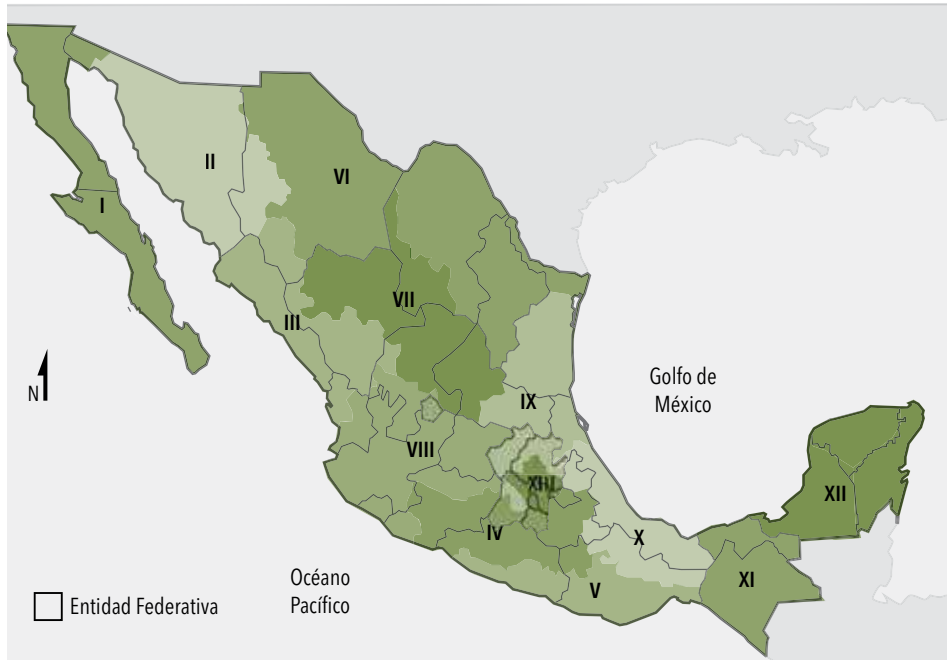 II
VI
I
VII
III
N
Golfo de
México
IX
VIII
XIII
XII
IV
X
XI
V
Océano
Pacífico
Entidad Federativa